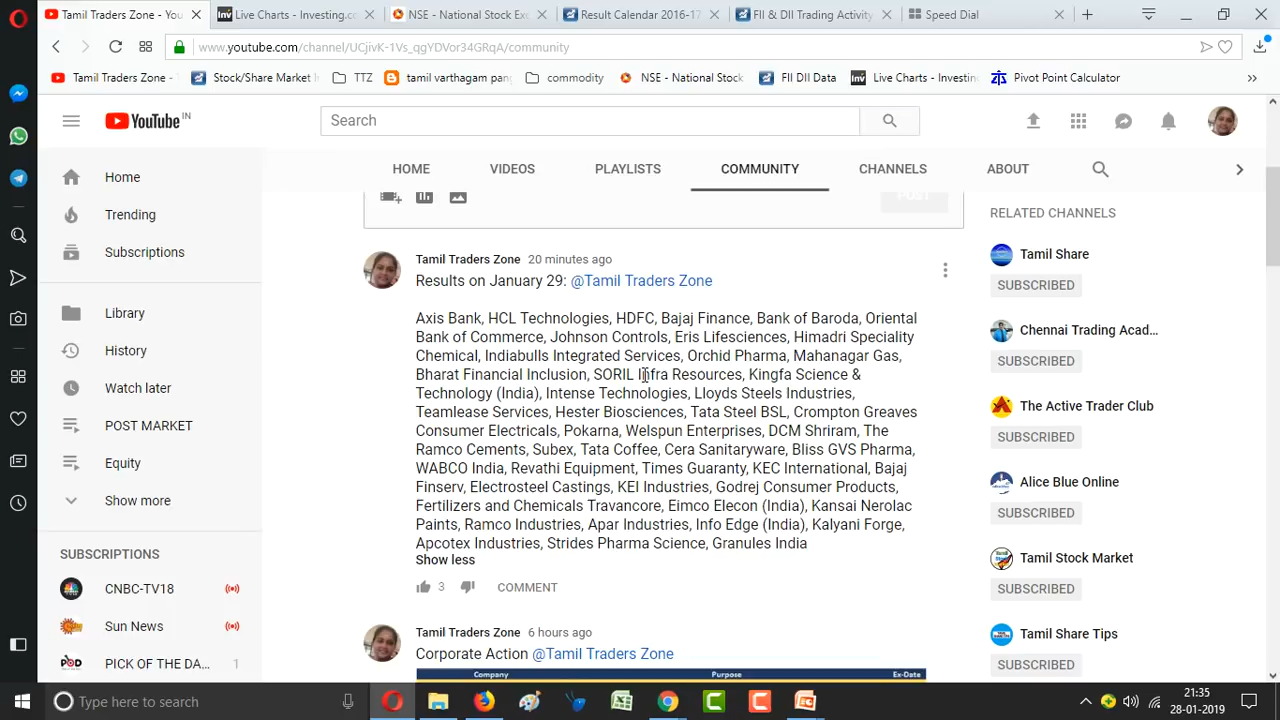 Tamil Traders Zone - You
Live Charts - Investing.co
NSE - National Stock Exc
Result Calendar 2016-17
FII & DII Trading Activity
Speed Dial
www.youtube.com/channel/UCjivK-1Vs_qgYDVor34GRqA/community
Tamil Traders Zone -
Stock/Share Market I
TTZ
tamil varthagam pan
commodity
NSE - National Stock
FII DII Data
Live Charts - Investin
Pivot Point Calculator
YouTube IN
Search
HOME
VIDEOS
PLAYLISTS
COMMUNITY
CHANNELS
ABOUT
Home
Trending
Subscriptions
Library
History
Watch later
POST MARKET
Equity
Show more
SUBSCRIPTIONS
CNBC-TV18
Sun News
PICK OF THE DA... 1
POST
Tamil Traders Zone 20 minutes ago
Results on January 29: @Tamil Traders Zone
Axis Bank, HCL Technologies, HDFC, Bajaj Finance, Bank of Baroda, Oriental
Bank of Commerce, Johnson Controls, Eris Lifesciences, Himadri Speciality
Chemical, Indiabulls Integrated Services, Orchid Pharma, Mahanagar Gas,
Bharat Financial Inclusion, SORIL Infra Resources, Kingfa Science &
Technology (India), Intense Technologies, Lloyds Steels Industries,
Teamlease Services, Hester Biosciences, Tata Steel BSL, Crompton Greaves
Consumer Electricals, Pokarna, Welspun Enterprises, DCM Shriram, The
Ramco Cements, Subex, Tata Coffee, Cera Sanitaryware, Bliss GVS Pharma,
WABCO India, Revathi Equipment, Times Guaranty, KEC International, Bajaj
Finserv, Electrosteel Castings, KEI Industries, Godrej Consumer Products,
Fertilizers and Chemicals Travancore, Eimco Elecon (India), Kansai Nerolac
Paints, Ramco Industries, Apar Industries, Info Edge (India), Kalyani Forge,
Apcotex Industries, Strides Pharma Science, Granules India
Show less
3 COMMENT
Tamil Traders Zone 6 hours ago
Corporate Action @Tamil Traders Zone
Company Purpose Ex-Date
RELATED CHANNELS
Tamil Share
SUBSCRIBED
Chennai Trading Acad...
SUBSCRIBED
The Active Trader Club
SUBSCRIBED
Alice Blue Online
SUBSCRIBED
Tamil Stock Market
SUBSCRIBED
Tamil Share Tips
SUBSCRIBED
Type here to search
21:35
28-01-2019